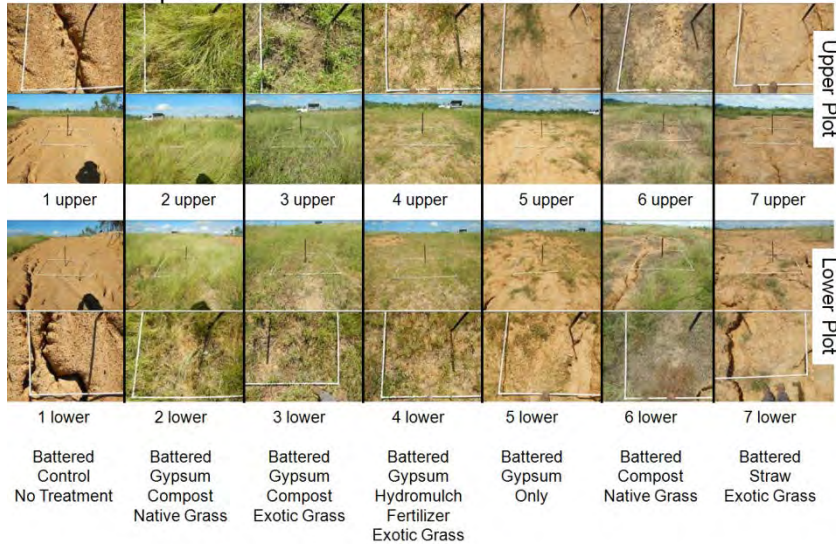 Upper Plot
1 upper 2 upper 3 upper 4 upper 5 upper 6 upper 7 upper
Lower Plot
1 lower 2 lower 3 lower 4 lower 5 lower 6 lower 7 lower
Battered
Control
No Treatment
Battered
Gypsum
Compost
Native Grass
Battered
Gypsum
Compost
Exotic Grass
Battered
Gypsum
Hydromulch
Fertilizer
Exotic Grass
Battered
Gypsum
Only
Battered
Compost
Native Grass
Battered
Straw
Exotic Grass